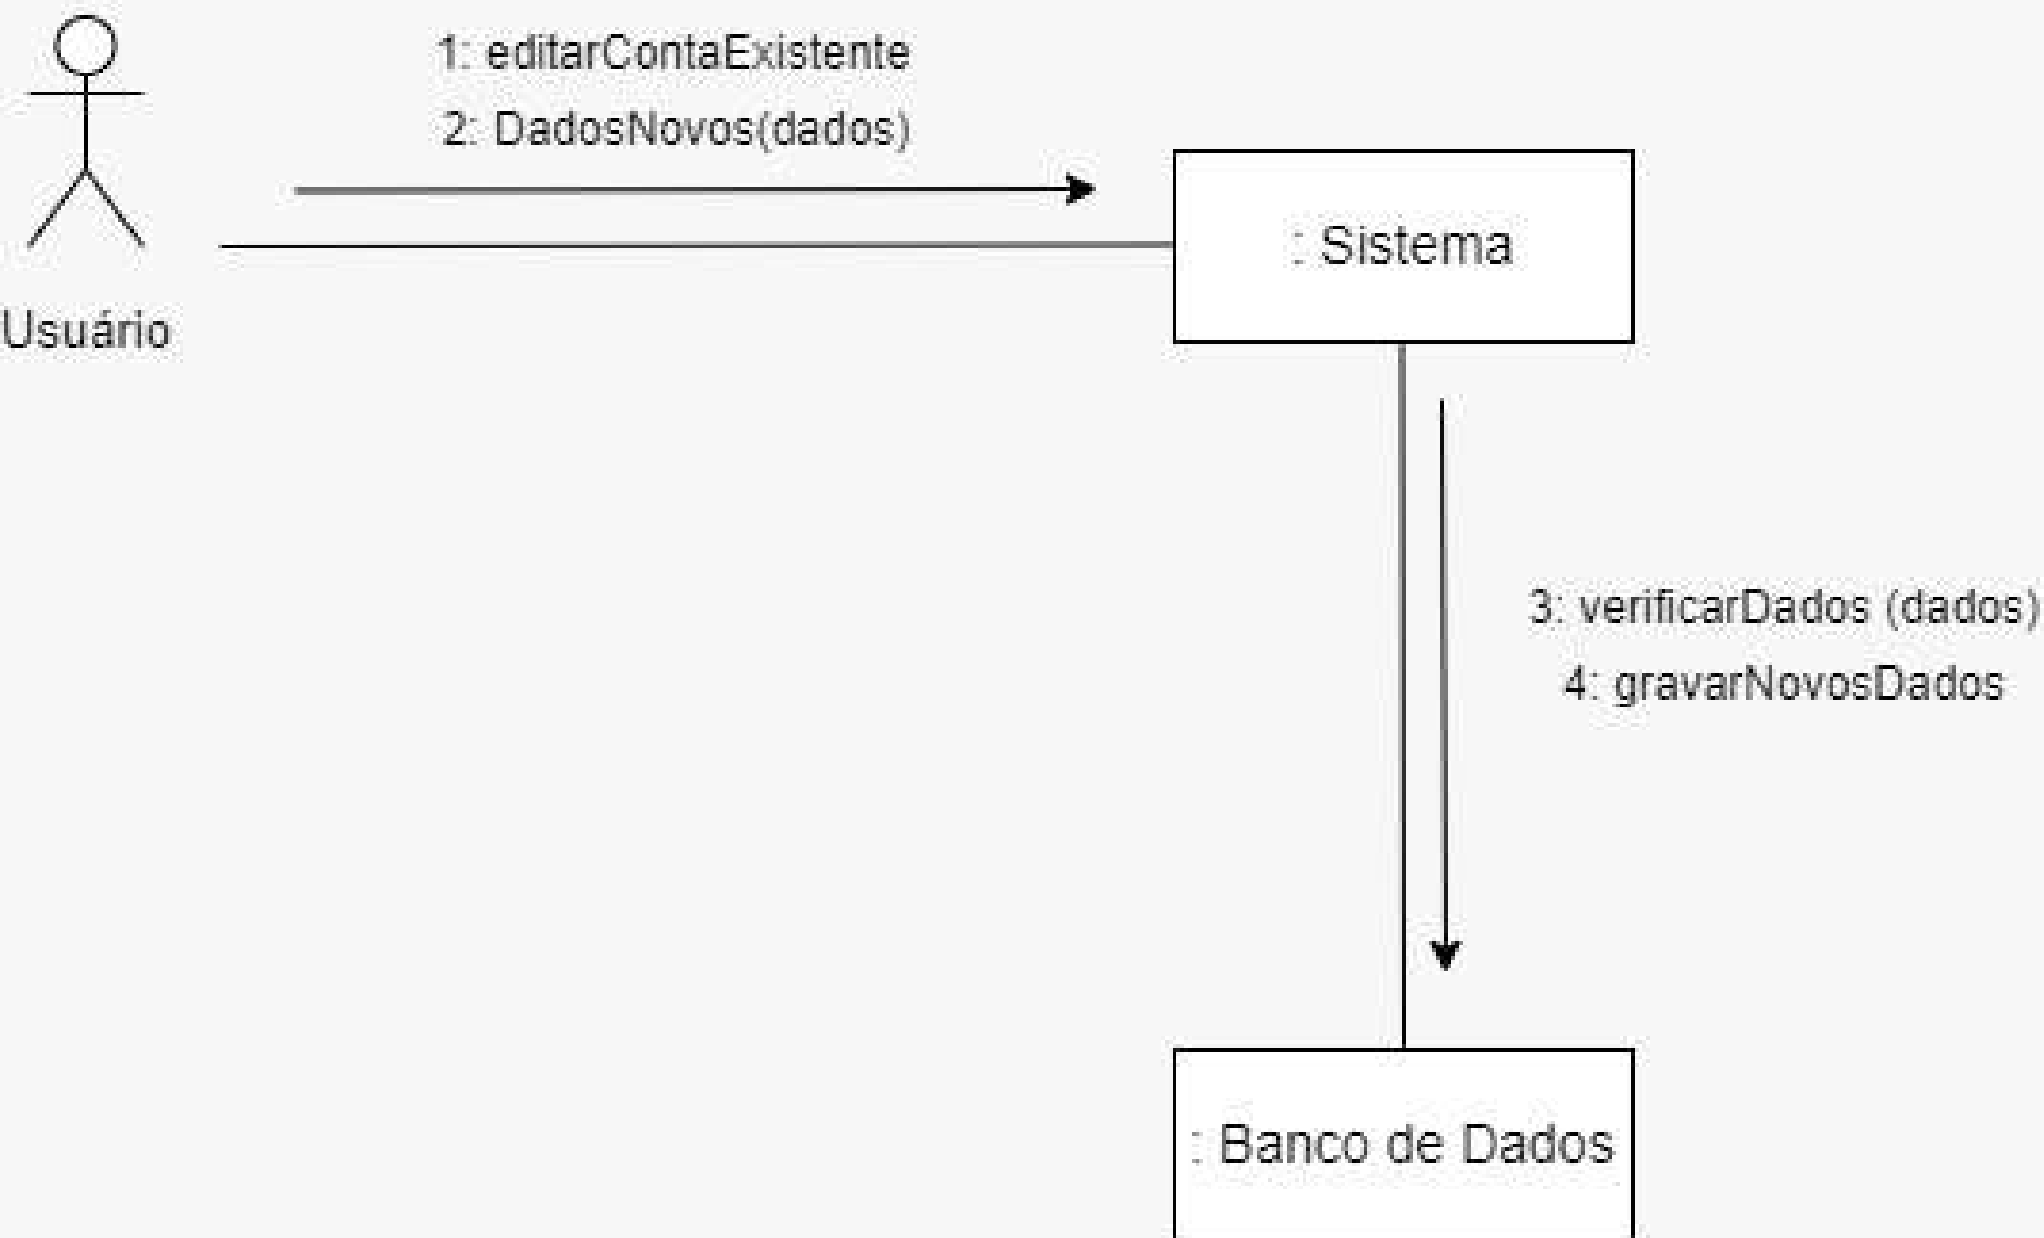 1: editarContaExistente
2: DadosNovos(dados)
: Sistema
Usuário
3: verificarDados (dados)
4: gravarNovosDados
: Banco de Dados